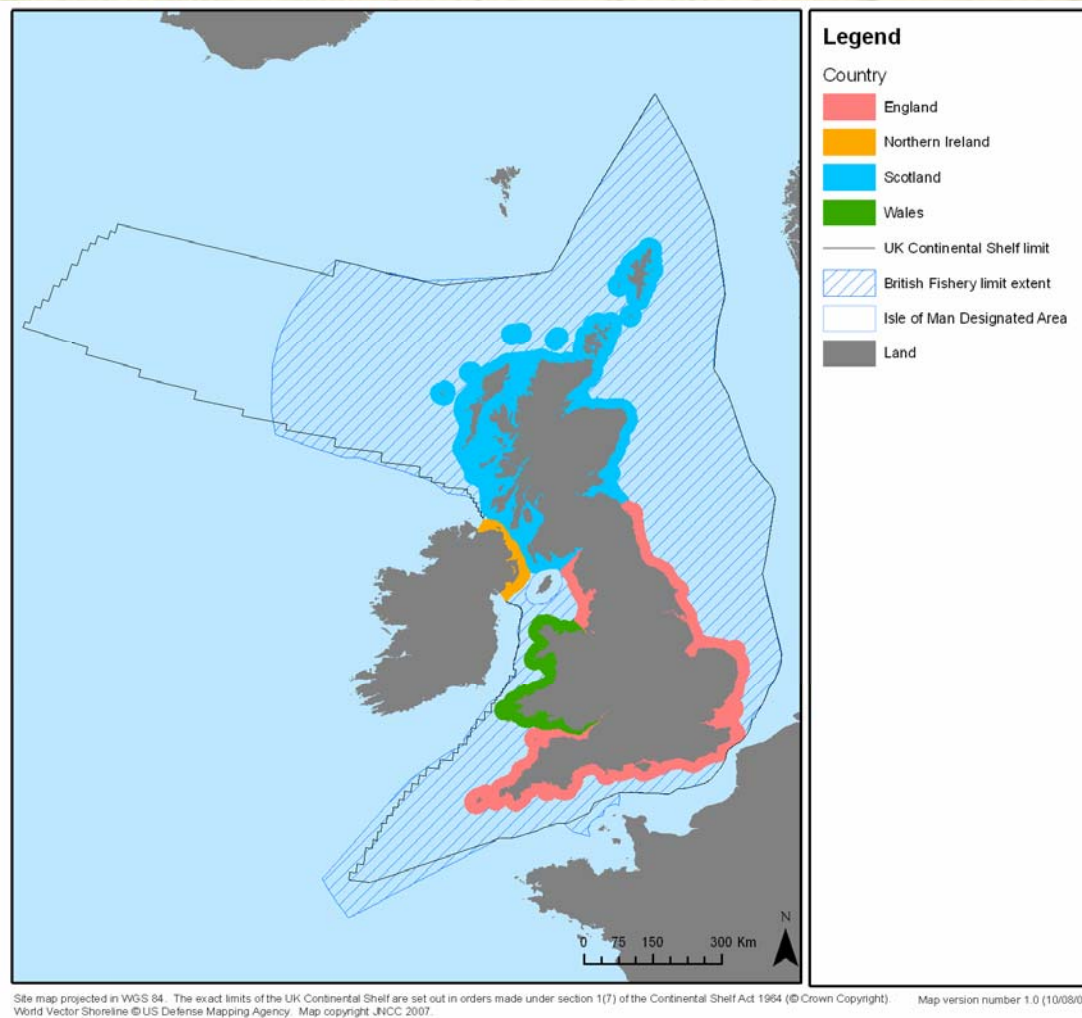 Legend
Country
England
Northern Ireland
Scotland
Wales
UK Continental Shelf limit
British Fishery limit extent
Isle of Man Designated Area
Land
N
0 75 150 300 Km
Site map projected in WGS 84. The exact limits of the UK Continental Shelf are set out in orders made under section 1(7) of the Continental Shelf Act 1964 (© Crown Copyright). Map version number 1.0
World Vector Shoreline © US Defense Mapping Agency. Map copyright JNCC 2007.